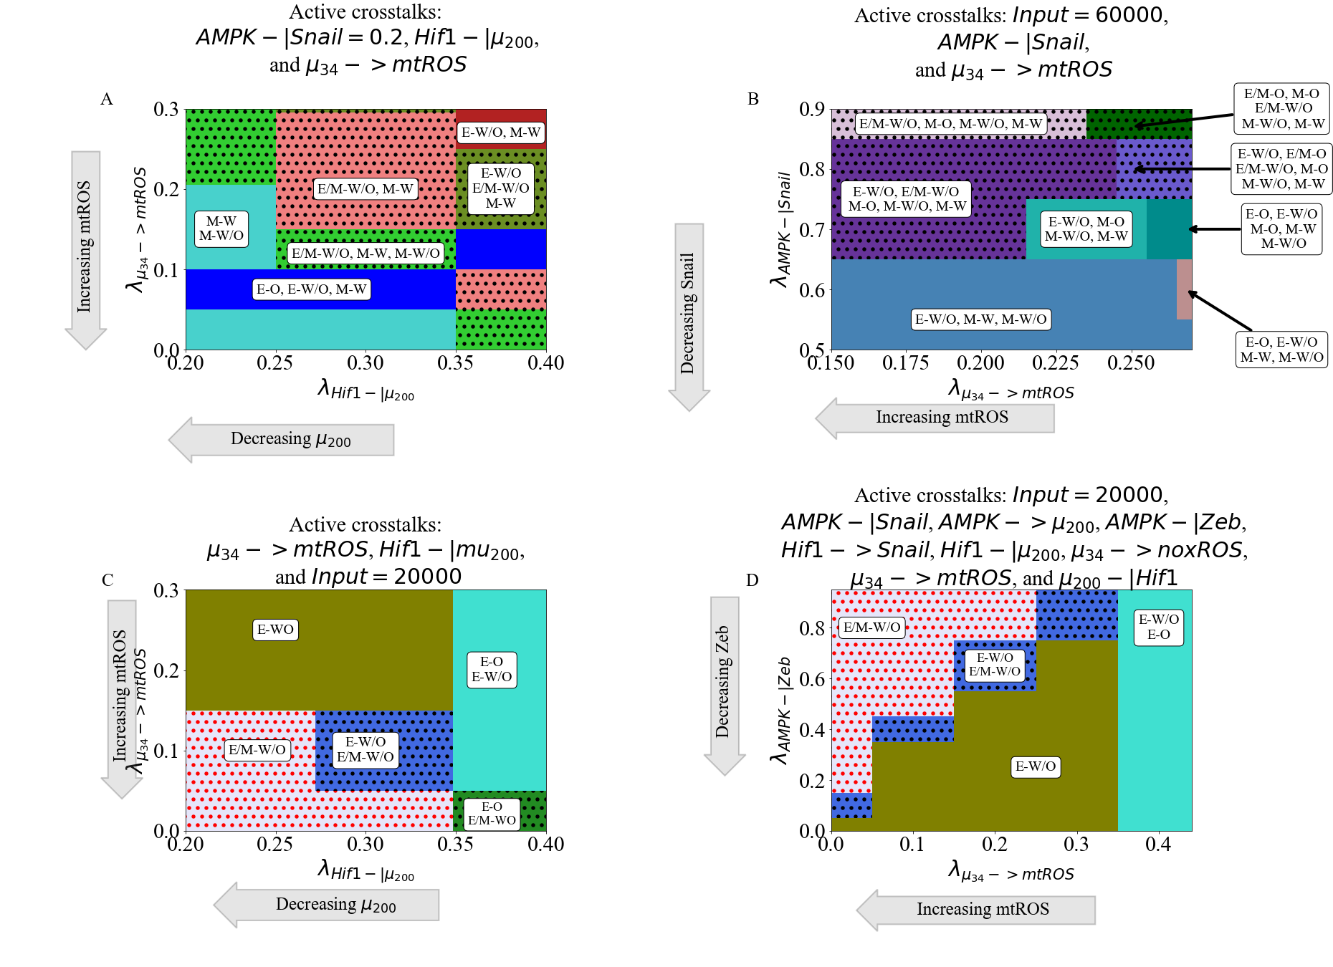 Active crosstalks:
AMPK − |Snail = 0.2, Hif1 − |μ200,
and μ34 − > mtROS
A
Increasing mtROS
λμ34 − > mtROS
0.3
0.2
0.1
0.0
E-W/O, M-W
E-W/O
E/M-W/O
M-W
E/M-W/O, M-W
M-W
M-W/O
E/M-W/O, M-W, M-W/O
E-O, E-W/O, M-W
0.20 0.25 0.30 0.35 0.40
λHif1 − |μ200
Decreasing μ200
Active crosstalks: Input = 60000,
AMPK − |Snail,
and μ34 − > mtROS
B
Decreasing Snail
λAMPK − |Snail
0.9
0.8
0.7
0.6
0.5
E/M-W/O, M-O, M-W/O, M-W
E-W/O, E/M-W/O
M-O, M-W/O, M-W
E-W/O, M-O
M-W/O, M-W
E-W/O, M-W, M-W/O
E/M-O, M-O
E/M-W/O
M-W/O, M-W
E-W/O, E/M-O
E/M-W/O, M-O
M-W/O, M-W
E-O, E-W/O
M-O, M-W
M-W/O
E-O, E-W/O
M-W, M-W/O
0.150 0.175 0.200 0.225 0.250
λμ34 − > mtROS
Increasing mtROS
Active crosstalks:
μ34 − > mtROS, Hif1 − |mu200,
and Input = 20000
C
Increasing mtROS
λμ34 − > mtROS
0.3
0.2
0.1
0.0
E-WO
E-O
E-W/O
E/M-W/O
E-W/O
E/M-W/O
E-O
E/M-WO
0.20 0.25 0.30 0.35 0.40
λHif1 − |μ200
Decreasing μ200
Active crosstalks: Input = 20000,
AMPK − |Snail, AMPK − > μ200, AMPK − |Zeb,
Hif1 − > Snail, Hif1 − |μ200, μ34 − > noxROS,
μ34 − > mtROS, and μ200 − |Hif1
D
Decreasing Zeb
λAMPK − |Zeb
0.8
0.6
0.4
0.2
0.0
E/M-W/O
E-W/O
E/M-W/O
E-W/O
E-O
E-W/O
0.0 0.1 0.2 0.3 0.4
λμ34 − > mtROS
Increasing mtROS